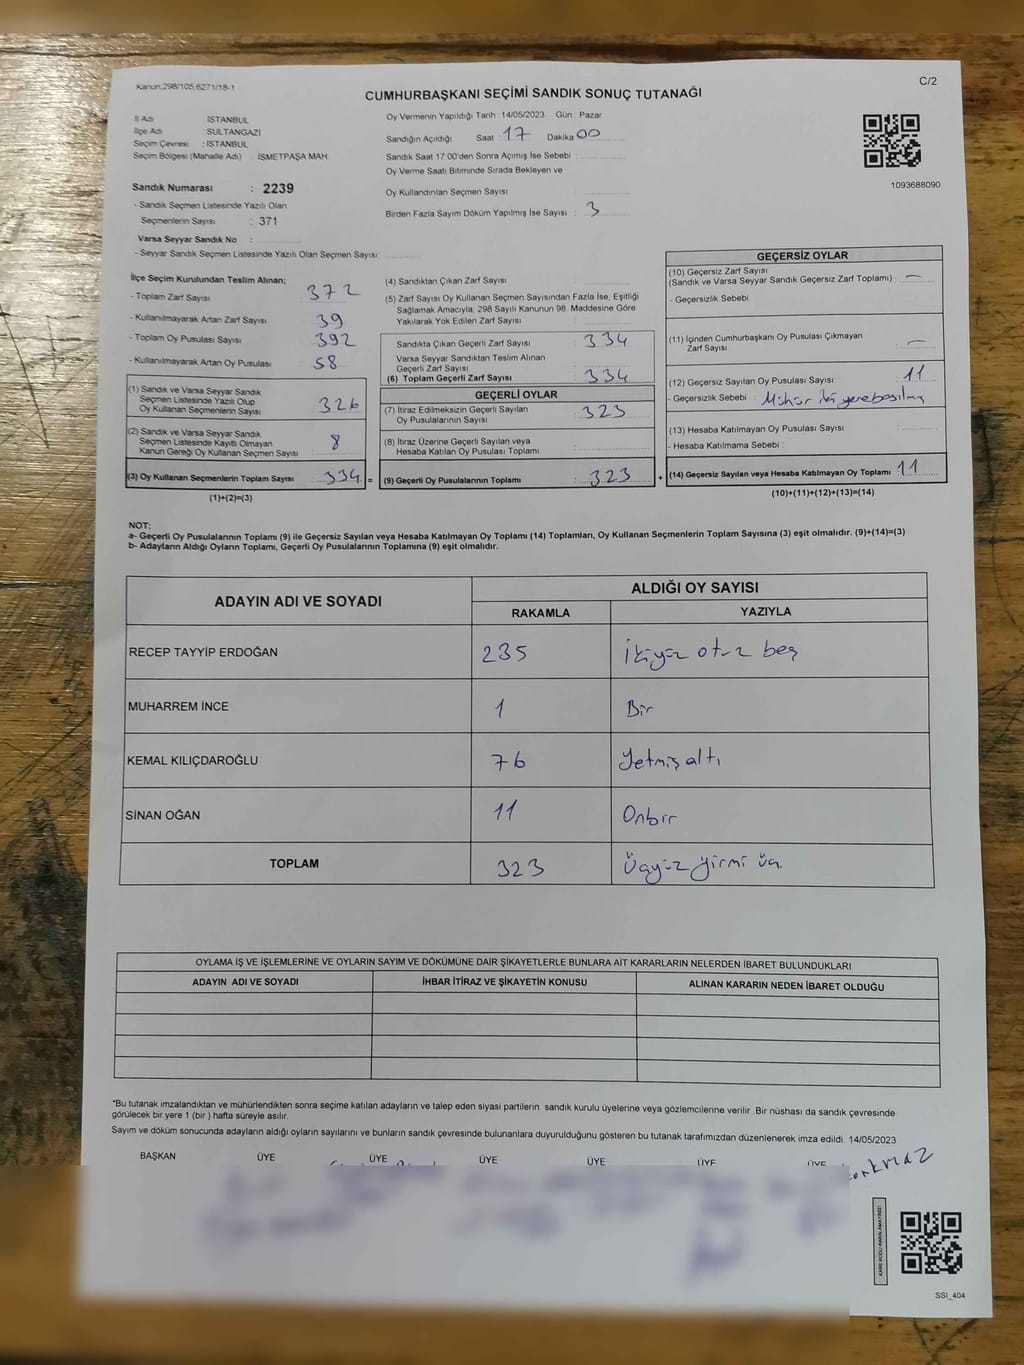 Kanun,298/105,6271/18-1
C/2
CUMHURBAŞKANI SEÇİMİ SANDIK SONUÇ TUTANAĞI
İl Adı : İSTANBUL
İlçe Adı : SULTANGAZİ
Seçim Çevresi : İSTANBUL
Seçim Bölgesi (Mahalle Adı) İSMETPAŞA MAH.
Sandık Numarası : 2239
- Sandık Seçmen Listesinde Yazılı Olan
Seçmenlerin Sayısı : 371
Varsa Seyyar Sandık No :
- Seyyar Sandık Seçmen Listesinde Yazılı Olan Seçmen Sayısı:
Oy Vermenin Yapıldığı Tarih :14/05/2023 Gün : Pazar
Sandığın Açıldığı Saat : 17 Dakika 00
Sandık Saat 17:00'den Sonra Açımış İse Sebebi :
Oy Verme Saati Bitiminde Sırada Bekleyen ve
Oy Kullandırılan Seçmen Sayısı :
Birden Fazla Sayım Döküm Yapılmış İse Sayısı : 3
1093688090
İlçe Seçim Kurulundan Teslim Alınan;
- Toplam Zarf Sayısı : 372
- Kullanılmayarak Artan Zarf Sayısı : 39
- Toplam Oy Pusulası Sayısı : 392
- Kullanılmayarak Artan Oy Pusulası : 58
(1) Sandık ve Varsa Seyyar Sandık
Seçmen Listesinde Yazılı Olup
Oy Kullanan Seçmenlerin Sayısı : 326
(2) Sandık ve Varsa Seyyar Sandık
Seçmen Listesinde Kayıtlı Olmayan
Kanun Gereği Oy Kullanan Seçmen Sayısı : 8
(3) Oy Kullanan Seçmenlerin Toplam Sayısı : 334 =
(1)+(2)=(3)
(4) Sandıktan Çıkan Zarf Sayısı :
(5) Zarf Sayısı Oy Kullanan Seçmen Sayısından Fazla İse, Eşitliği
Sağlamak Amacıyla, 298 Sayılı Kanunun 98. Maddesine Göre
Yakılarak Yok Edilen Zarf Sayısı :
Sandıkta Çıkan Geçerli Zarf Sayısı : 334
Varsa Seyyar Sandıktan Teslim Alınan
Geçerli Zarf Sayısı :
(6) Toplam Geçerli Zarf Sayısı : 334
GEÇERLİ OYLAR
(7) İtiraz Edilmeksizin Geçerli Sayılan
Oy Pusulalarının Sayısı : 323
(8) İtiraz Üzerine Geçerli Sayılan veya
Hesaba Katılan Oy Pusulası Toplamı :
(9) Geçerli Oy Pusulalarının Toplamı : 323 +
GEÇERSİZ OYLAR
(10) Geçersiz Zarf Sayısı
(Sandık ve Varsa Seyyar Sandık Geçersiz Zarf Toplamı) : —
- Geçersizlik Sebebi :
(11) İçinden Cumhurbaşkanı Oy Pusulası Çıkmayan
Zarf Sayısı : —
(12) Geçersiz Sayılan Oy Pusulası Sayısı : 11
- Geçersizlik Sebebi : Mühür iki yere basılmış
(13) Hesaba Katılmayan Oy Pusulası Sayısı :
- Hesaba Katılmama Sebebi :
(14) Geçersiz Sayılan veya Hesaba Katılmayan Oy Toplamı : 11
(10)+(11)+(12)+(13)=(14)
NOT:
a- Geçerli Oy Pusulalarının Toplamı (9) ile Geçersiz Sayılan veya Hesaba Katılmayan Oy Toplamı (14) Toplamları, Oy Kullanan Seçmenlerin Toplam Sayısına (3) eşit olmalıdır. (9)+(14)=(3)
b- Adayların Aldığı Oyların Toplamı, Geçerli Oy Pusulalarının Toplamına (9) eşit olmalıdır.
ADAYIN ADI VE SOYADI
ALDIĞI OY SAYISI
RAKAMLA YAZIYLA
RECEP TAYYİP ERDOĞAN 235 İkiyüz otuz beş
MUHARREM İNCE 1 Bir
KEMAL KILIÇDAROĞLU 76 Yetmiş altı
SİNAN OĞAN 11 Onbir
TOPLAM 323 Üçyüz yirmi üç
OYLAMA İŞ VE İŞLEMLERİNE VE OYLARIN SAYIM VE DÖKÜMÜNE DAİR ŞİKAYETLERLE BUNLARA AİT KARARLARIN NELERDEN İBARET BULUNDUKLARI
ADAYIN ADI VE SOYADI İHBAR İTİRAZ VE ŞİKAYETİN KONUSU ALINAN KARARIN NEDEN İBARET OLDUĞU
*Bu tutanak imzalandıktan ve mühürlendikten sonra seçime katılan adayların ve talep eden siyasi partilerin sandık kurulu üyelerine veya gözlemcilerine verilir. Bir nüshası da sandık çevresinde
görülecek bir yere 1 (bir ) hafta süreyle asılır.
Sayım ve döküm sonucunda adayların aldığı oyların sayılarını ve bunların sandık çevresinde bulunanlara duyurulduğunu gösteren bu tutanak tarafımızdan düzenlenerek imza edildi. 14/05/2023
BAŞKAN ÜYE ÜYE ÜYE ÜYE ÜYE ÜYE
KARE KODU KARALAMAYINIZ!
SSI_404